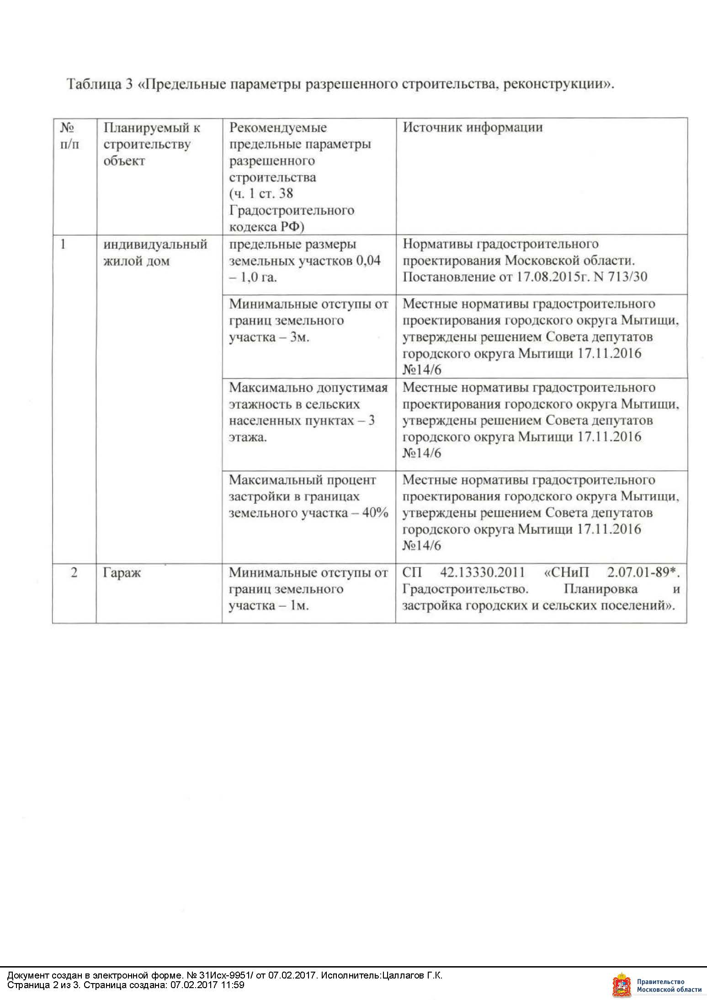 Таблица 3 «Предельные параметры разрешенного строительства, реконструкции».
№
п/п
Планируемый к
строительству
объект
Рекомендуемые
предельные параметры
разрешенного
строительства
(ч. 1 ст. 38
Градостроительного
кодекса РФ)
Источник информации
1
индивидуальный
жилой дом
предельные размеры
земельных участков 0,04
– 1,0 га.
Нормативы градостроительного
проектирования Московской области.
Постановление от 17.08.2015г. N 713/30
Минимальные отступы от
границ земельного
участка – 3м.
Местные нормативы градостроительного
проектирования городского округа Мытищи,
утверждены решением Совета депутатов
городского округа Мытищи 17.11.2016
№14/6
Максимально допустимая
этажность в сельских
населенных пунктах – 3
этажа.
Местные нормативы градостроительного
проектирования городского округа Мытищи,
утверждены решением Совета депутатов
городского округа Мытищи 17.11.2016
№14/6
Максимальный процент
застройки в границах
земельного участка – 40%
Местные нормативы градостроительного
проектирования городского округа Мытищи,
утверждены решением Совета депутатов
городского округа Мытищи 17.11.2016
№14/6
2
Гараж
Минимальные отступы от
границ земельного
участка – 1м.
СП 42.13330.2011 «СНиП 2.07.01-89*.
Градостроительство. Планировка и
застройка городских и сельских поселений».
Документ создан в электронной форме. № 31Исх-9951/ от 07.02.2017. Исполнитель:Цаллагов Г.К.
Страница 2 из 3. Страница создана: 07.02.2017 11:59
Правительство
Московской области